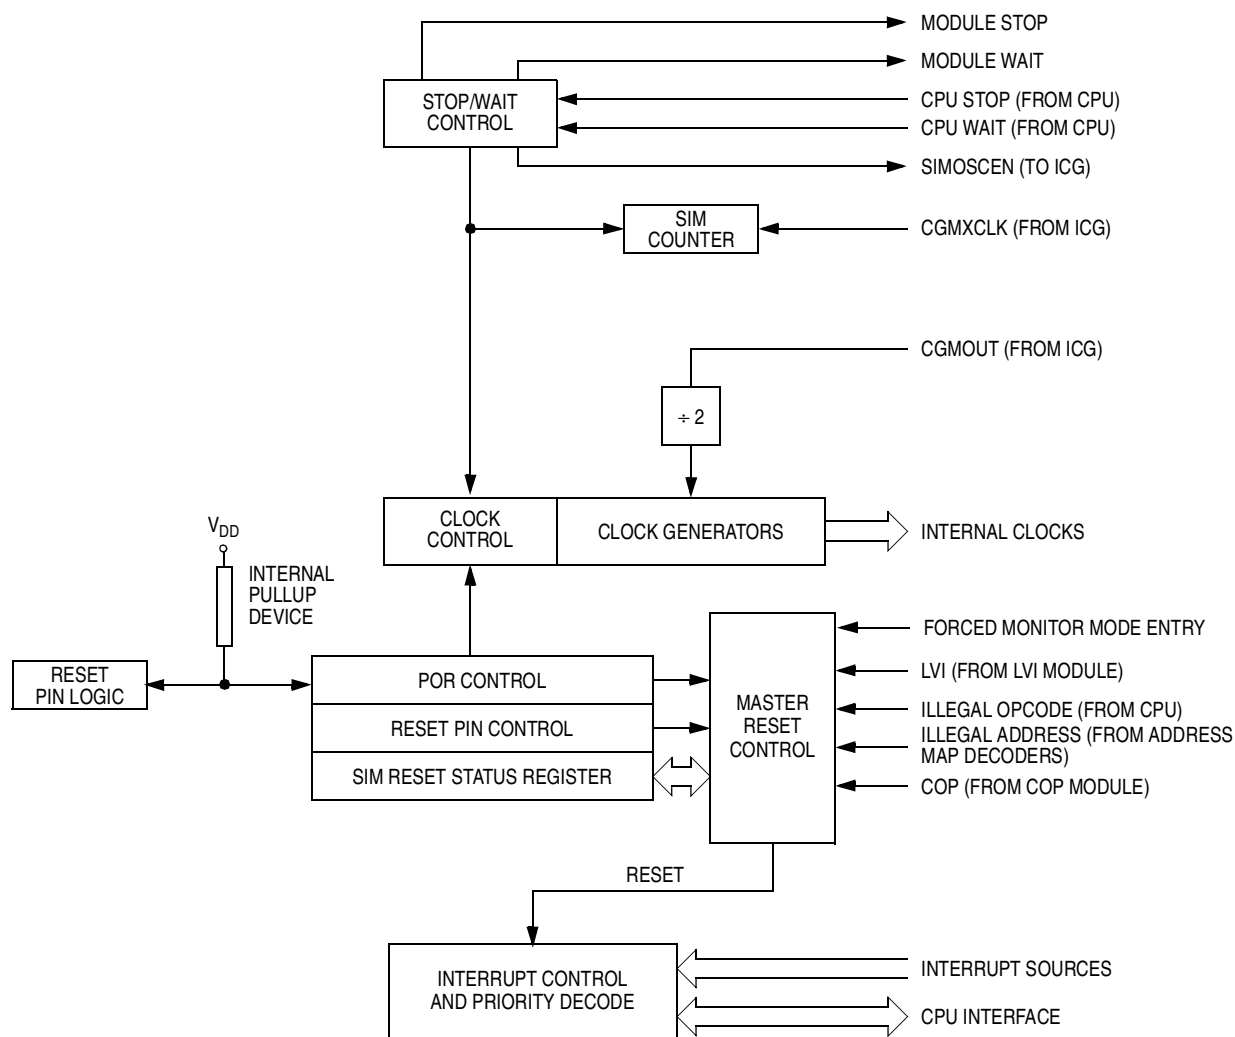 MODULE STOP
MODULE WAIT
STOP/WAIT
CONTROL
CPU STOP (FROM CPU)
CPU WAIT (FROM CPU)
SIMOSCEN (TO ICG)
SIM
COUNTER
CGMXCLK (FROM ICG)
CGMOUT (FROM ICG)
÷ 2
CLOCK
CONTROL
CLOCK GENERATORS
INTERNAL CLOCKS
VDD
INTERNAL
PULLUP
DEVICE
RESET
PIN LOGIC
POR CONTROL
RESET PIN CONTROL
SIM RESET STATUS REGISTER
MASTER
RESET
CONTROL
FORCED MONITOR MODE ENTRY
LVI (FROM LVI MODULE)
ILLEGAL OPCODE (FROM CPU)
ILLEGAL ADDRESS (FROM ADDRESS
MAP DECODERS)
COP (FROM COP MODULE)
RESET
INTERRUPT CONTROL
AND PRIORITY DECODE
INTERRUPT SOURCES
CPU INTERFACE